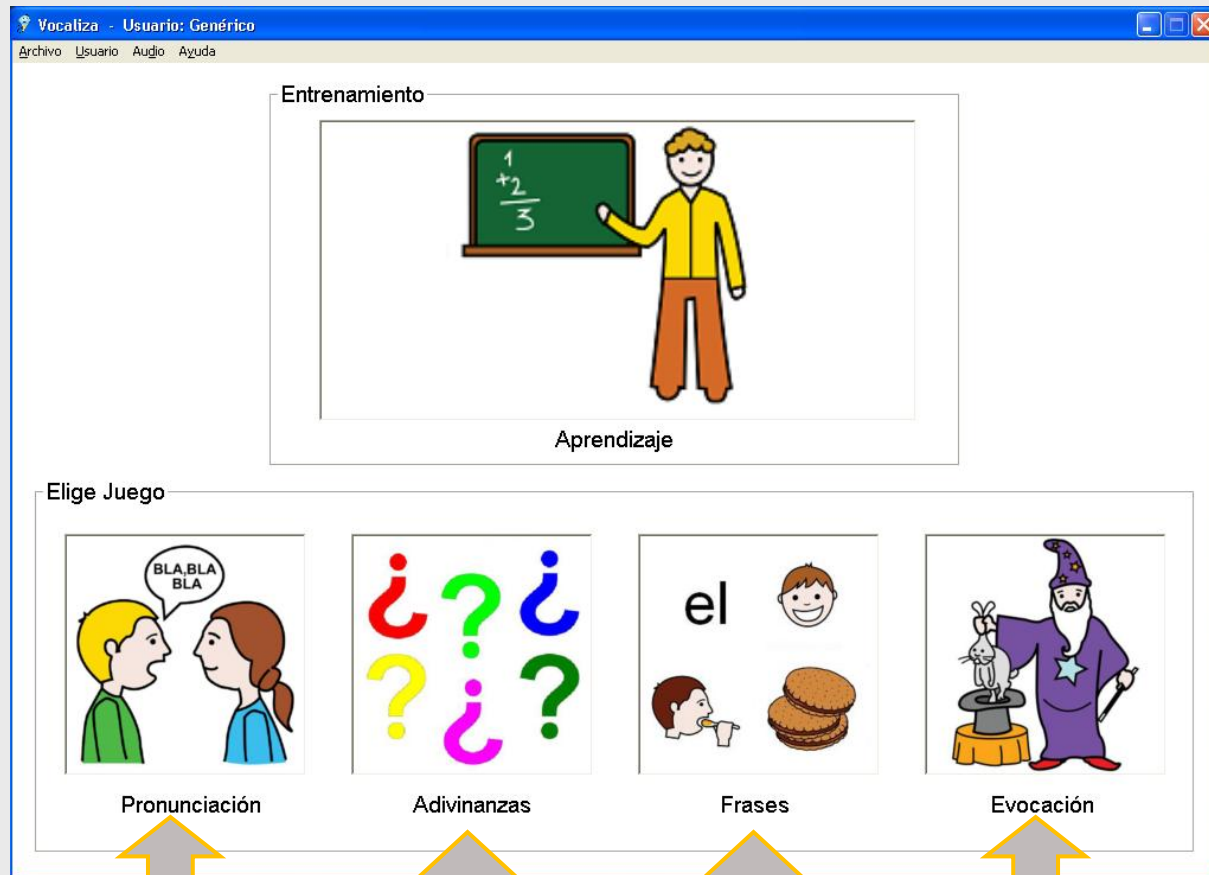 Vocaliza - Usuario: Genérico
Archivo Usuario Audio Ayuda
Entrenamiento
1
+2
3
Aprendizaje
Elige Juego
BLA,BLA
BLA
¿ ? ¿
el
? ¿ ?
Pronunciación Adivinanzas Frases Evocación